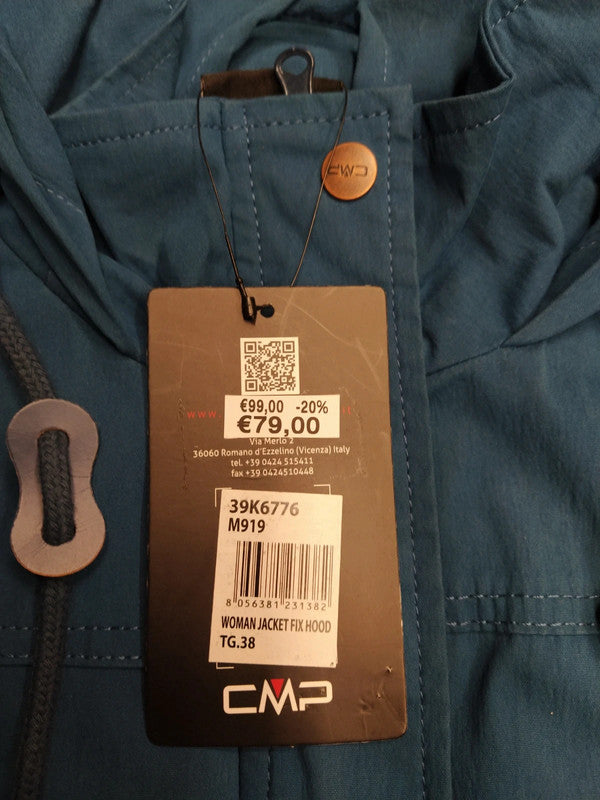 CMP
€99,00 -20%
€79,00
www.
Via Merlo 2
36060 Romano d'Ezzelino (Vicenza) Italy
tel. +39 0424 515411
fax +39 0424510448
39K6776
M919
8 056381 231382
WOMAN JACKET FIX HOOD
TG.38
CMP